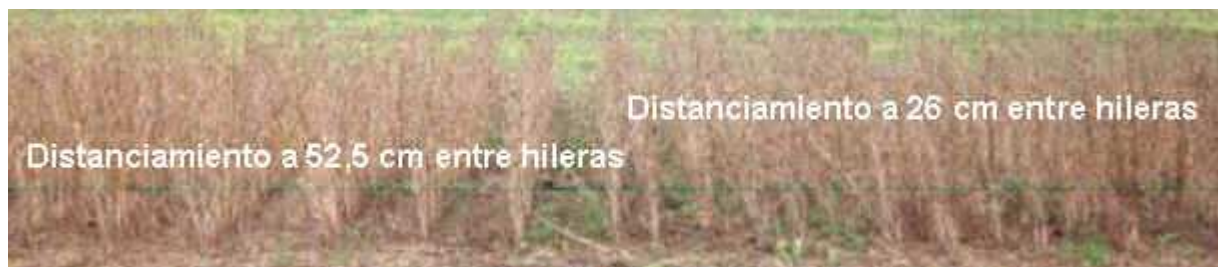 Distanciamiento a 52,5 cm entre hileras
Distanciamiento a 26 cm entre hileras